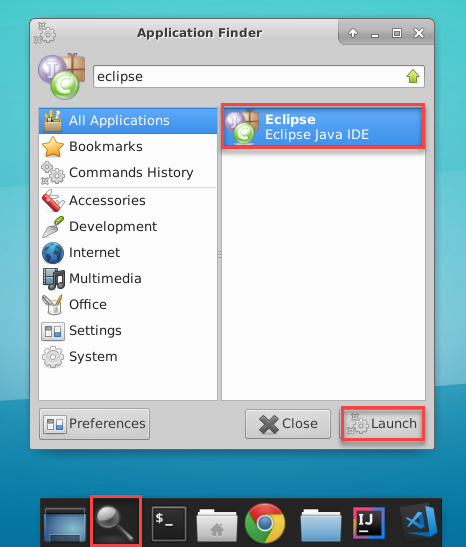 Application Finder
eclipse
All Applications
Bookmarks
Commands History
Accessories
Development
Internet
Multimedia
Office
Settings
System
Eclipse
Eclipse Java IDE
Preferences
Close
Launch
$_
IJ